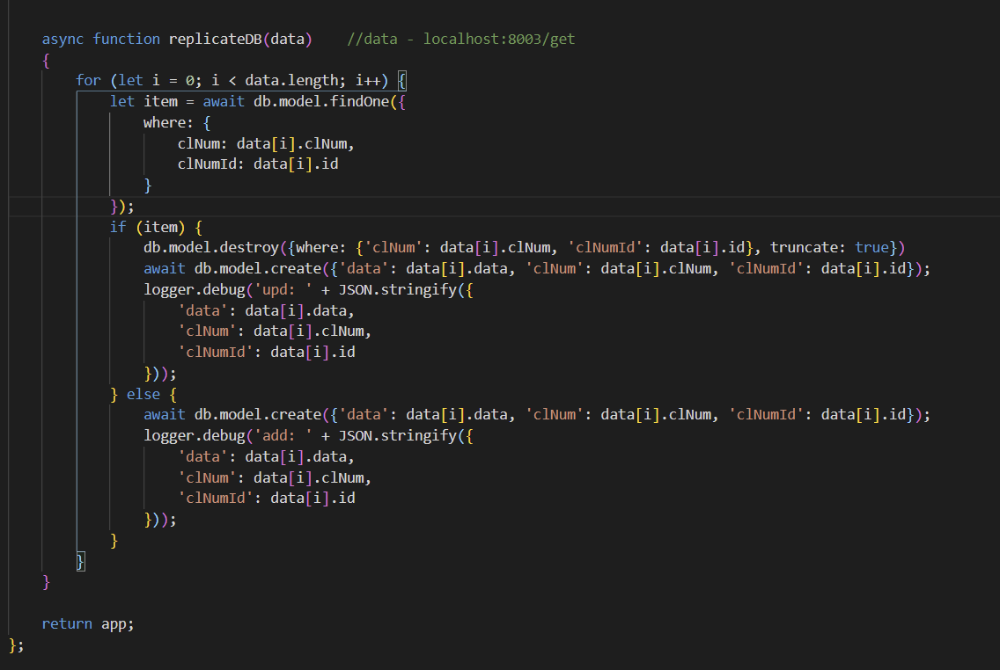 async function replicateDB(data)    //data - localhost:8003/get
{
    for (let i = 0; i < data.length; i++) {
        let item = await db.model.findOne({
            where: {
                clNum: data[i].clNum,
                clNumId: data[i].id
            }
        });
        if (item) {
            db.model.destroy({where: {'clNum': data[i].clNum, 'clNumId': data[i].id}, truncate: true})
            await db.model.create({'data': data[i].data, 'clNum': data[i].clNum, 'clNumId': data[i].id});
            logger.debug('upd: ' + JSON.stringify({
                'data': data[i].data,
                'clNum': data[i].clNum,
                'clNumId': data[i].id
            }));
        } else {
            await db.model.create({'data': data[i].data, 'clNum': data[i].clNum, 'clNumId': data[i].id});
            logger.debug('add: ' + JSON.stringify({
                'data': data[i].data,
                'clNum': data[i].clNum,
                'clNumId': data[i].id
            }));
        }
    }
}

return app;
};